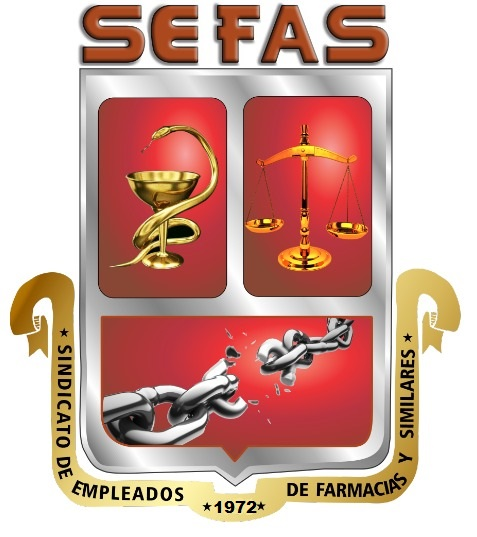 SEFAS
★ SINDICATO DE EMPLEADOS ★1972★ DE FARMACIAS Y SIMILARES ★